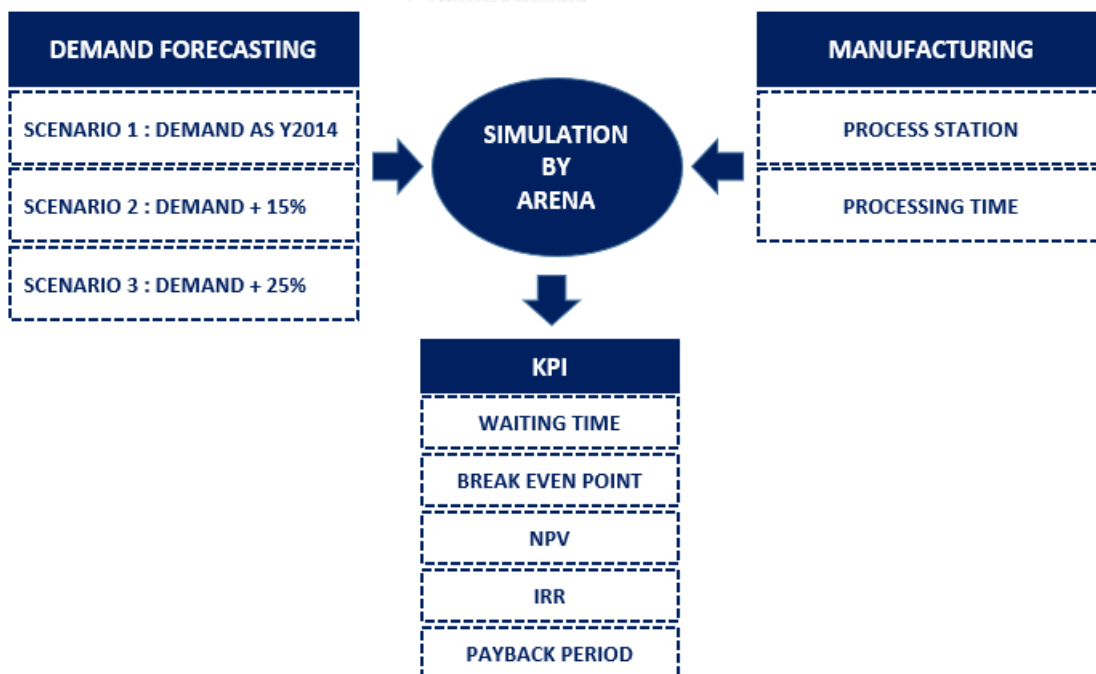 DEMAND FORECASTING
SCENARIO 1 : DEMAND AS Y2014
SCENARIO 2 : DEMAND + 15%
SCENARIO 3 : DEMAND + 25%
SIMULATION
BY
ARENA
MANUFACTURING
PROCESS STATION
PROCESSING TIME
KPI
WAITING TIME
BREAK EVEN POINT
NPV
IRR
PAYBACK PERIOD